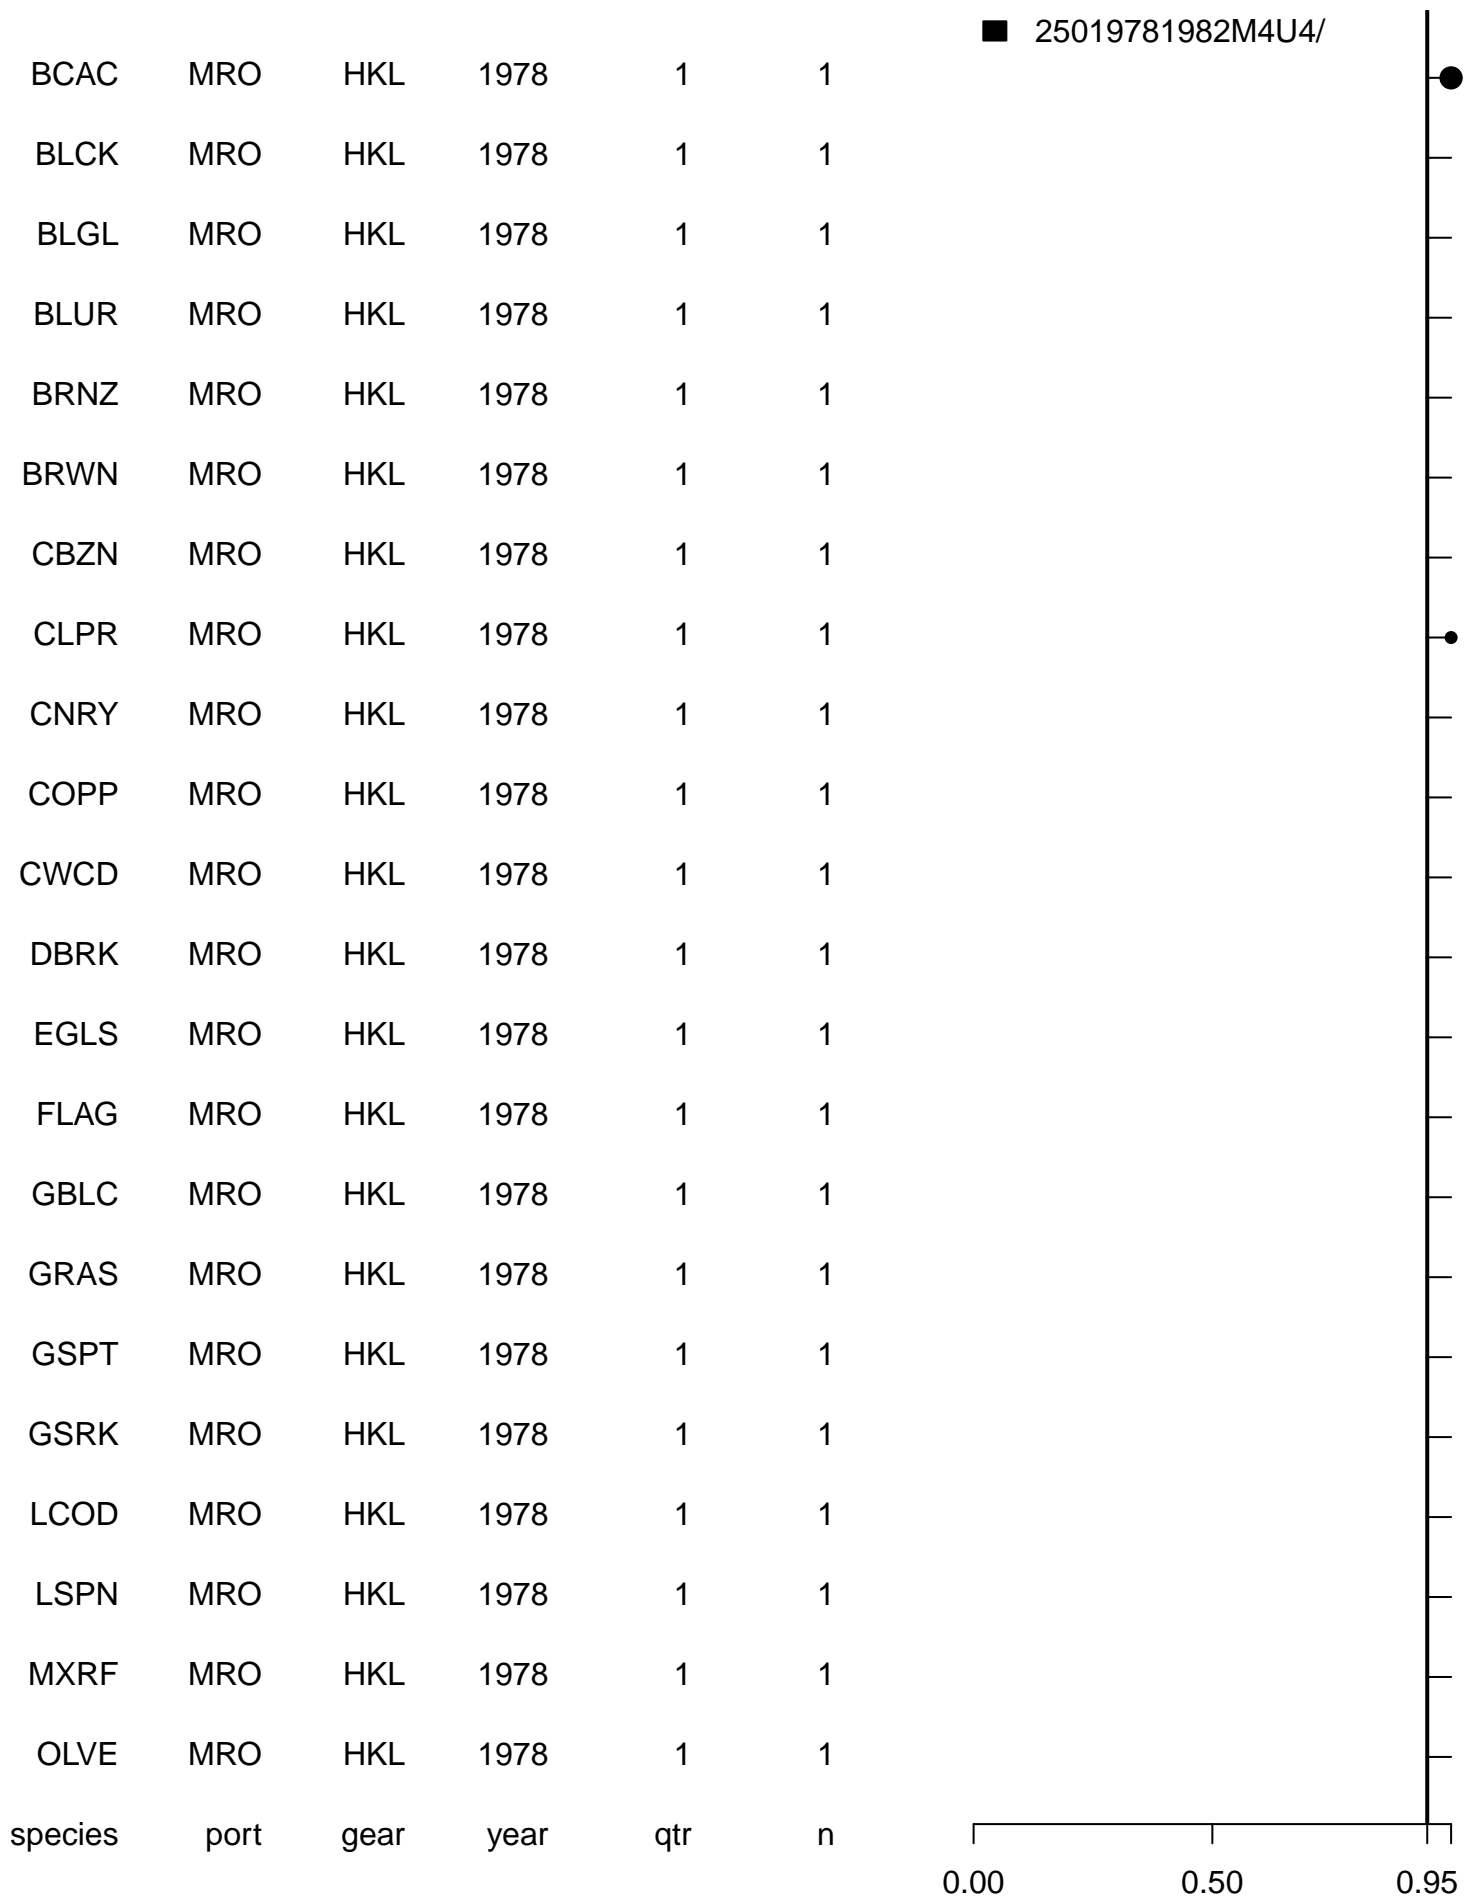 25019781982M4U4/
BCAC MRO HKL 1978 1 1
BLCK MRO HKL 1978 1 1
BLGL MRO HKL 1978 1 1
BLUR MRO HKL 1978 1 1
BRNZ MRO HKL 1978 1 1
BRWN MRO HKL 1978 1 1
CBZN MRO HKL 1978 1 1
CLPR MRO HKL 1978 1 1
CNRY MRO HKL 1978 1 1
COPP MRO HKL 1978 1 1
CWCD MRO HKL 1978 1 1
DBRK MRO HKL 1978 1 1
EGLS MRO HKL 1978 1 1
FLAG MRO HKL 1978 1 1
GBLC MRO HKL 1978 1 1
GRAS MRO HKL 1978 1 1
GSPT MRO HKL 1978 1 1
GSRK MRO HKL 1978 1 1
LCOD MRO HKL 1978 1 1
LSPN MRO HKL 1978 1 1
MXRF MRO HKL 1978 1 1
OLVE MRO HKL 1978 1 1
species port gear year qtr n
0.00 0.50 0.95